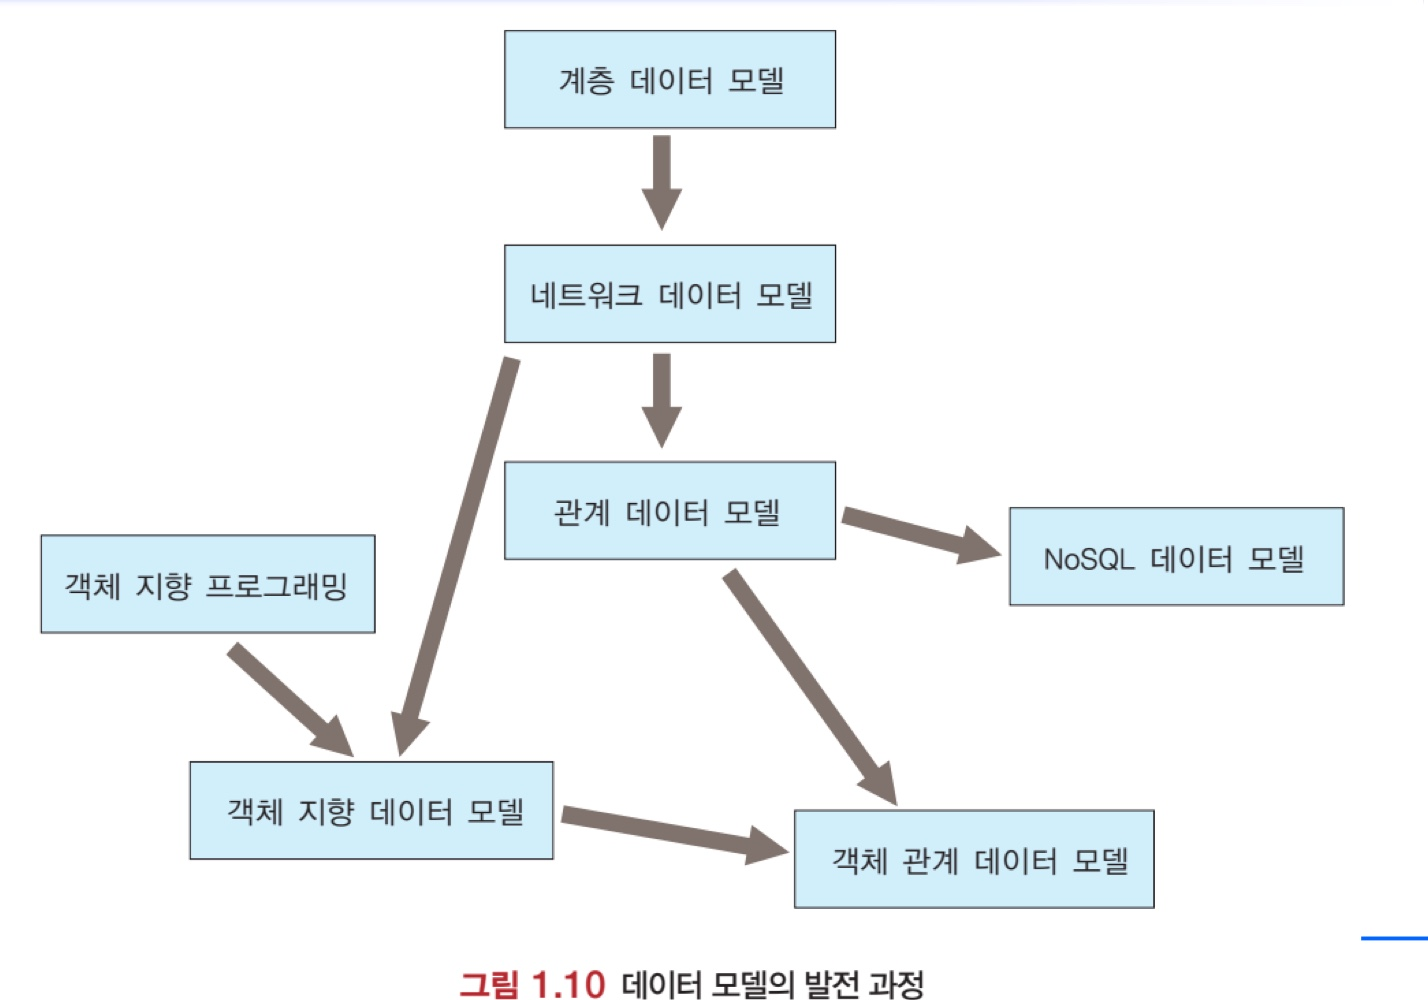 계층 데이터 모델
네트워크 데이터 모델
관계 데이터 모델
NoSQL 데이터 모델
객체 지향 프로그래밍
객체 지향 데이터 모델
객체 관계 데이터 모델
그림 1.10 데이터 모델의 발전 과정